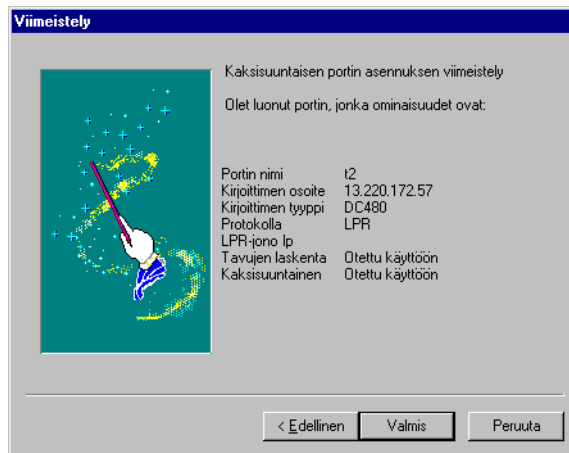 Viimeistely
Kaksisuuntaisen portin asennuksen viimeistely
Olet luonut portin, jonka ominaisuudet ovat:
Portin nimi t2
Kirjoittimen osoite 13.220.172.57
Kirjoittimen tyyppi DC480
Protokolla LPR
LPR-jono lp
Tavujen laskenta Otettu käyttöön
Kaksisuuntainen Otettu käyttöön
< Edellinen Valmis Peruuta